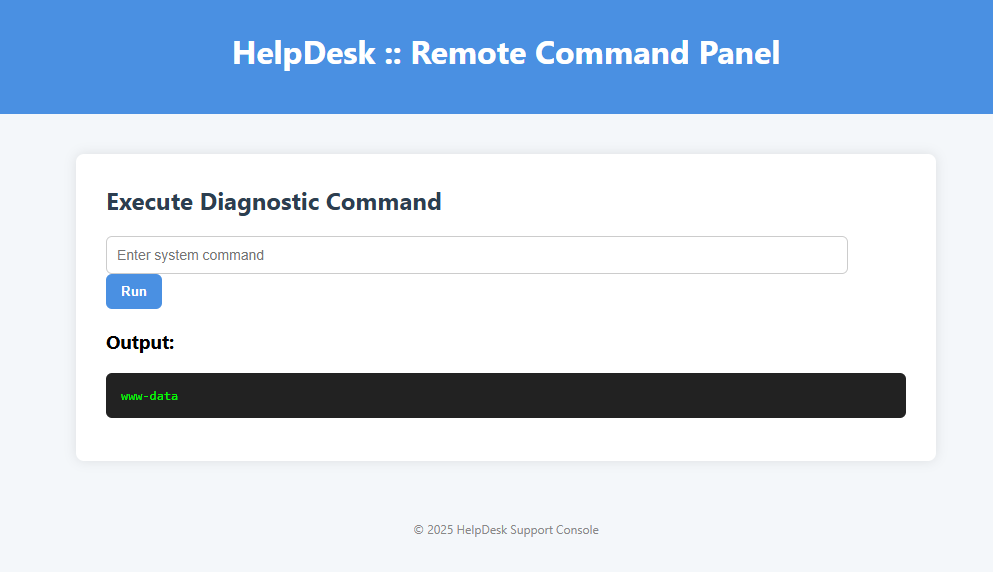 HelpDesk :: Remote Command Panel
Execute Diagnostic Command
Enter system command
Run
Output:
www-data
© 2025 HelpDesk Support Console